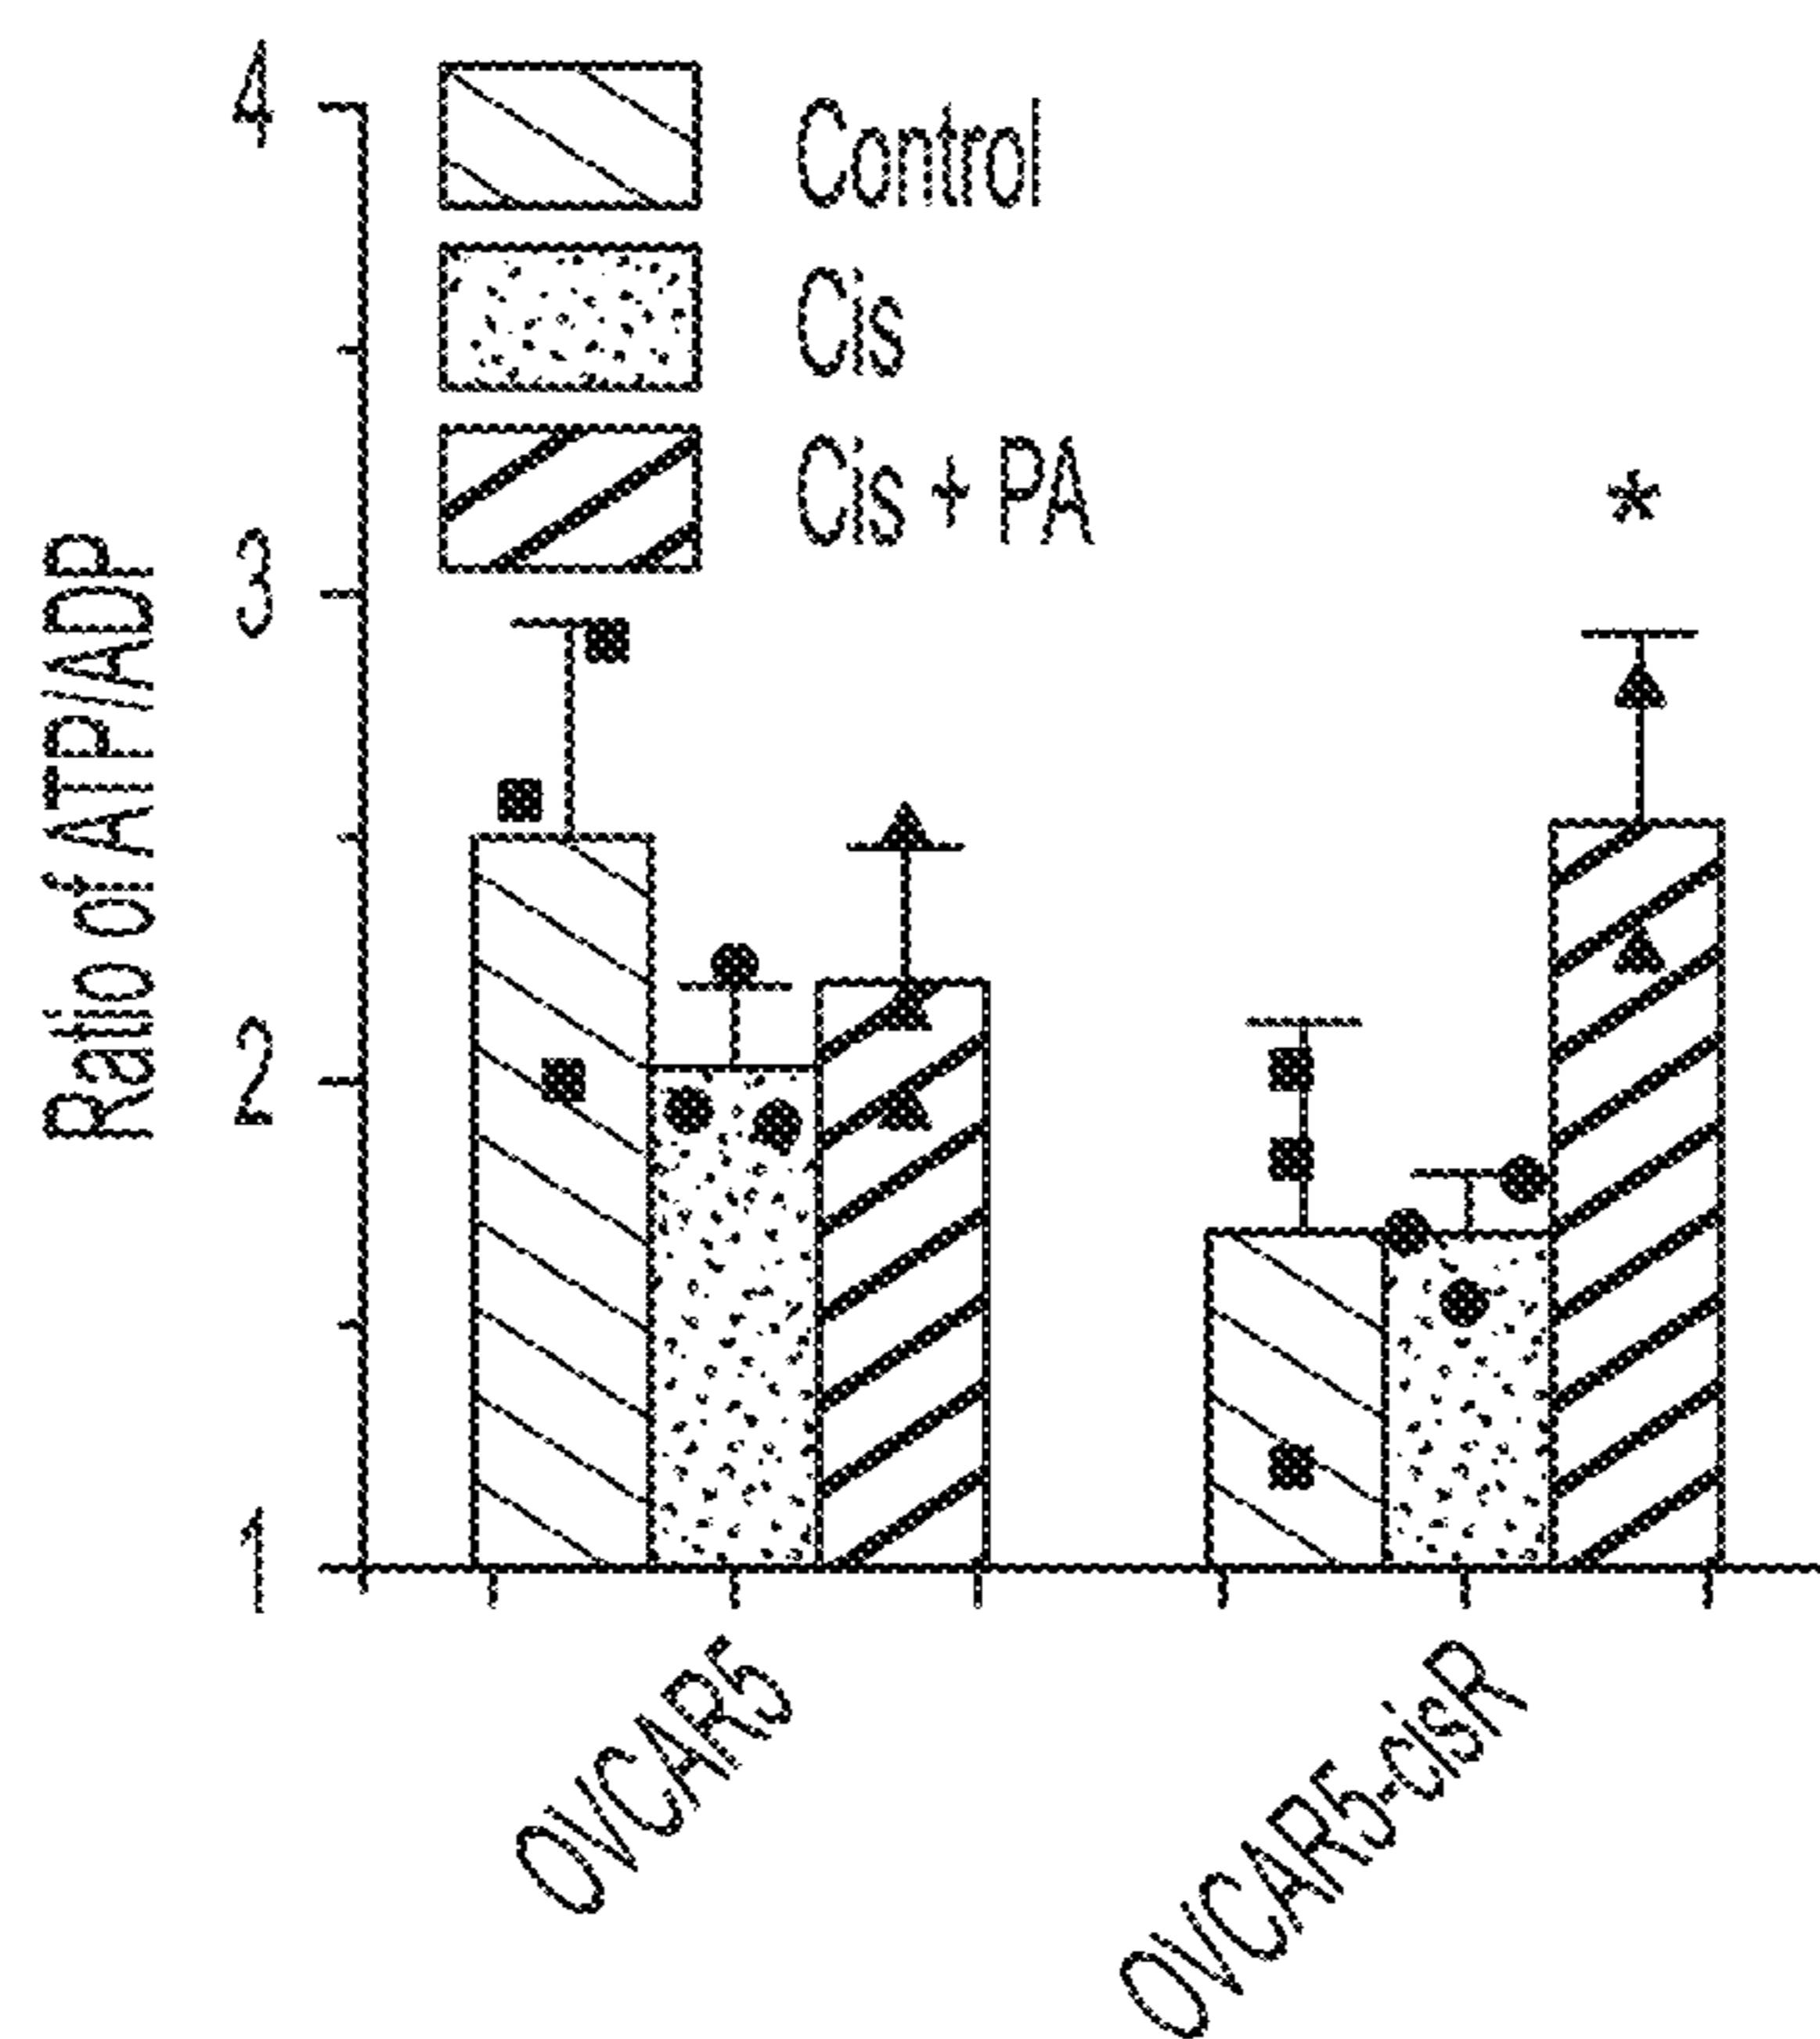 4
3
2
1
Ratio of ATP/ADP
Control
Cis
Cis + PA
*
OVCAR5
OVCAR5-cisR